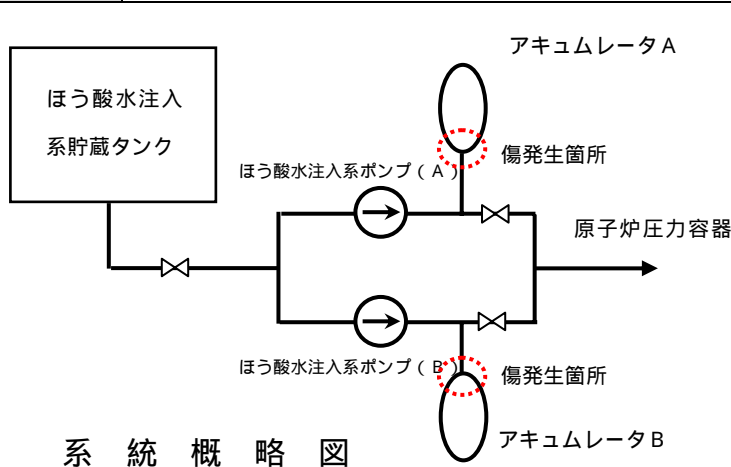 アキュムレータA
ほう酸水注入
系貯蔵タンク
傷発生箇所
ほう酸水注入系ポンプ(A)
原子炉圧力容器
ほう酸水注入系ポンプ(B)
傷発生箇所
アキュムレータB
系統概略図